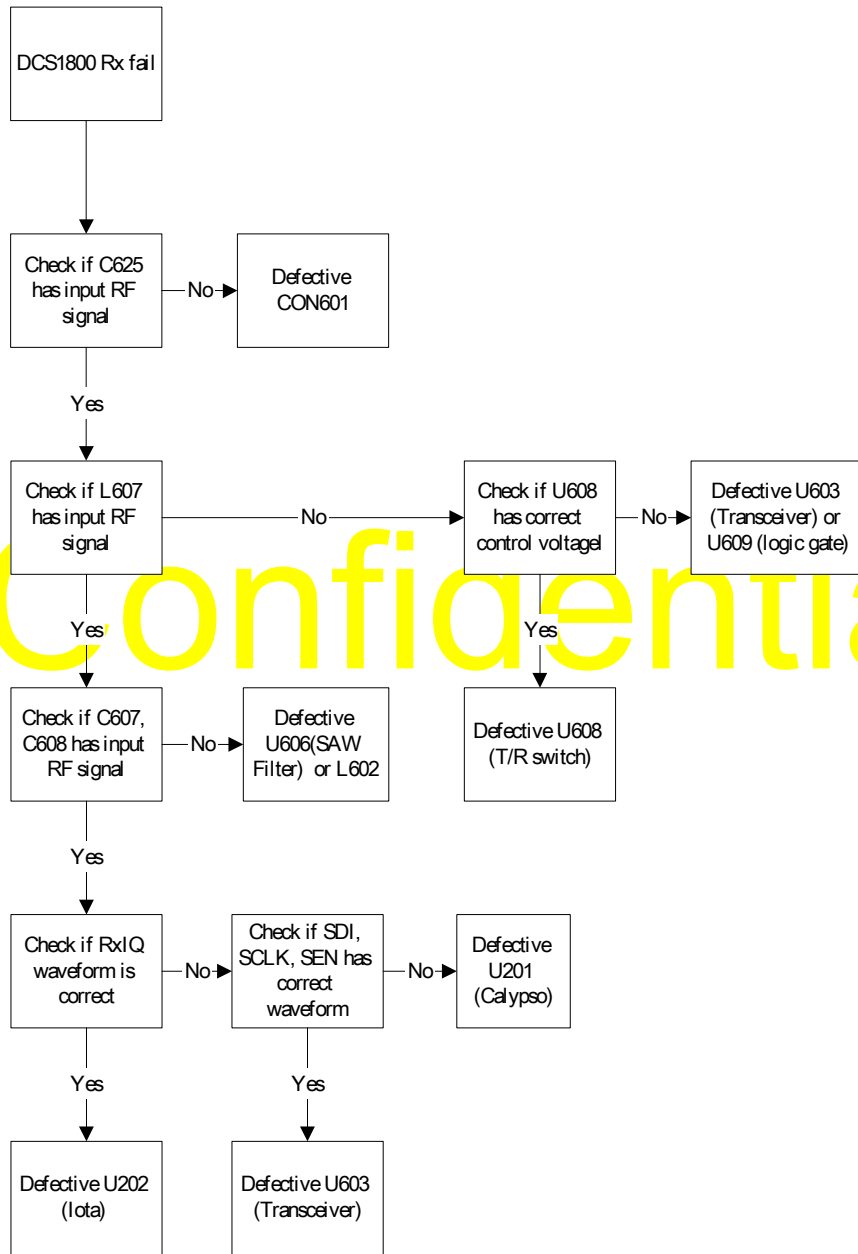 DCS1800 Rx fail
Check if C625
has input RF
signal
No
Defective
CON601
Yes
Check if L607
has input RF
signal
No
Check if U608
has correct
control voltagel
No
Defective U603
(Transceiver) or
U609 (logic gate)
Confidentia
Yes
Yes
Check if C607,
C608 has input
RF signal
No
Defective
U606(SAW
Filter) or L602
Defective U608
(T/R switch)
Yes
Check if RxIQ
waveform is
correct
No
Check if SDI,
SCLK, SEN has
correct
waveform
No
Defective
U201
(Calypso)
Yes
Yes
Defective U202
(Iota)
Defective U603
(Transceiver)